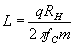 L = qR_H / 2πf_C m